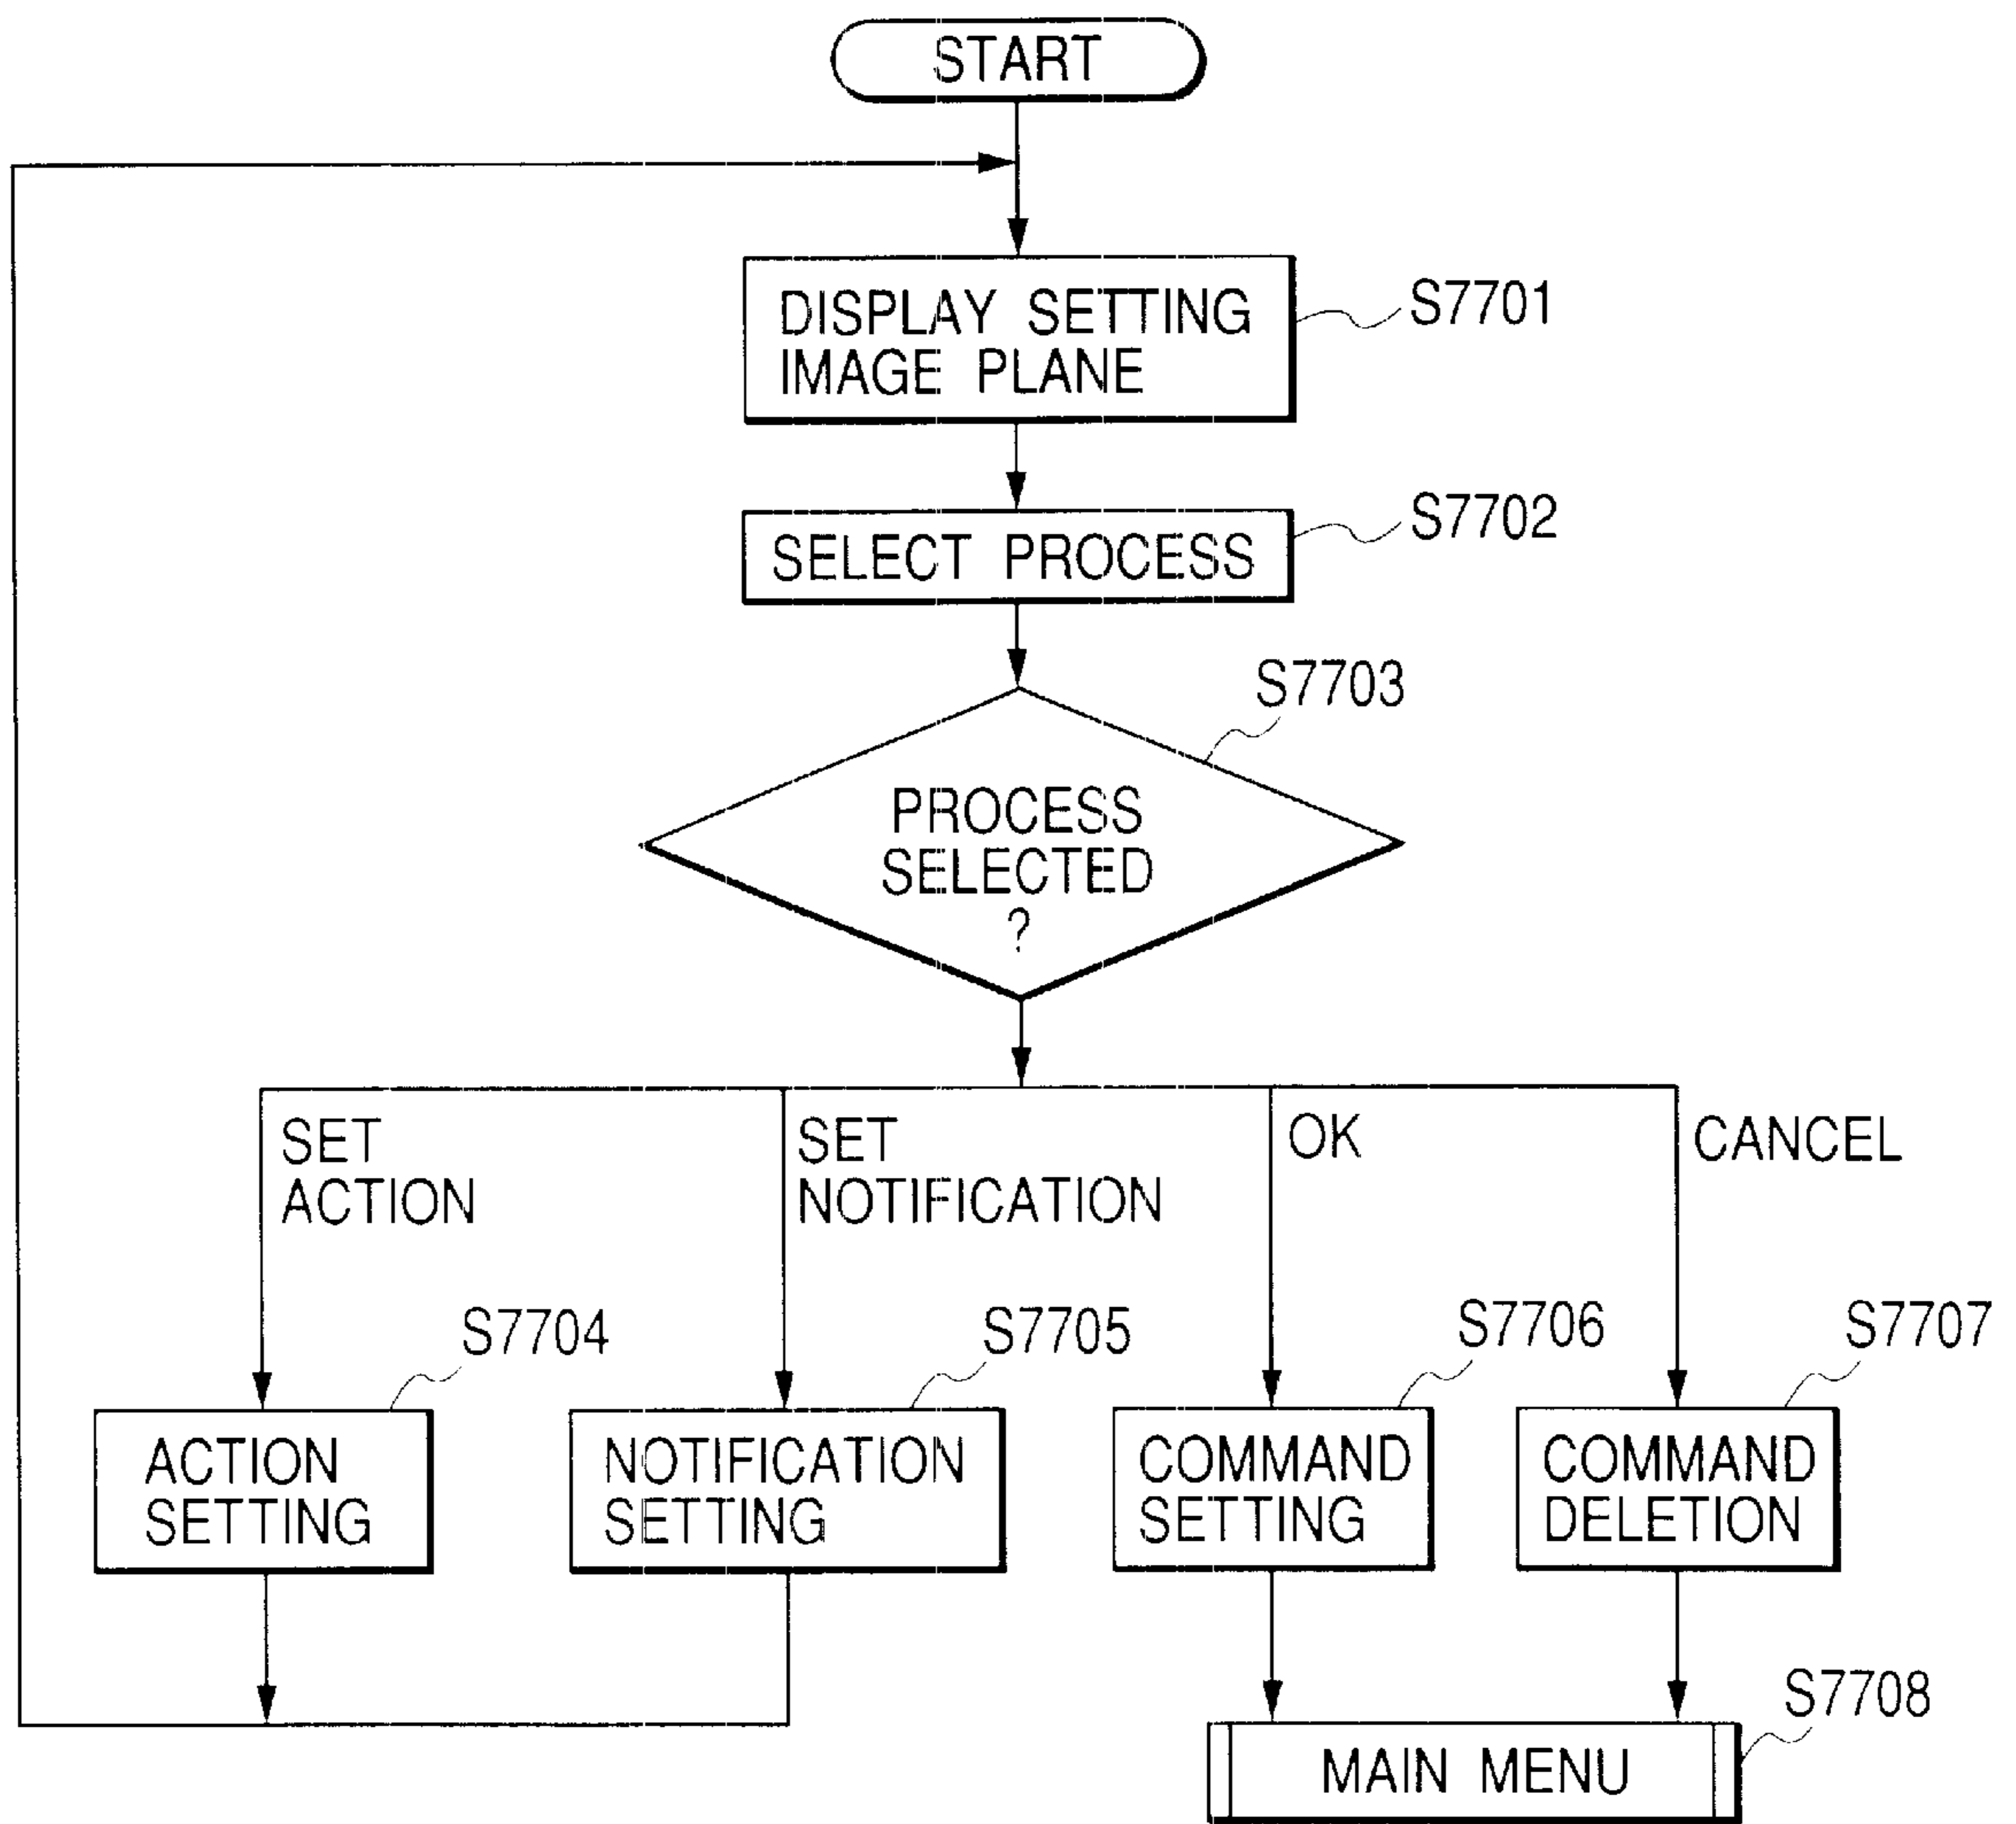 START
DISPLAY SETTING
IMAGE PLANE
S7701
SELECT PROCESS
S7702
S7703
PROCESS
SELECTED
?
SET
ACTION
SET
NOTIFICATION
OK
CANCEL
S7704
S7705
S7706
S7707
ACTION
SETTING
NOTIFICATION
SETTING
COMMAND
SETTING
COMMAND
DELETION
S7708
MAIN MENU